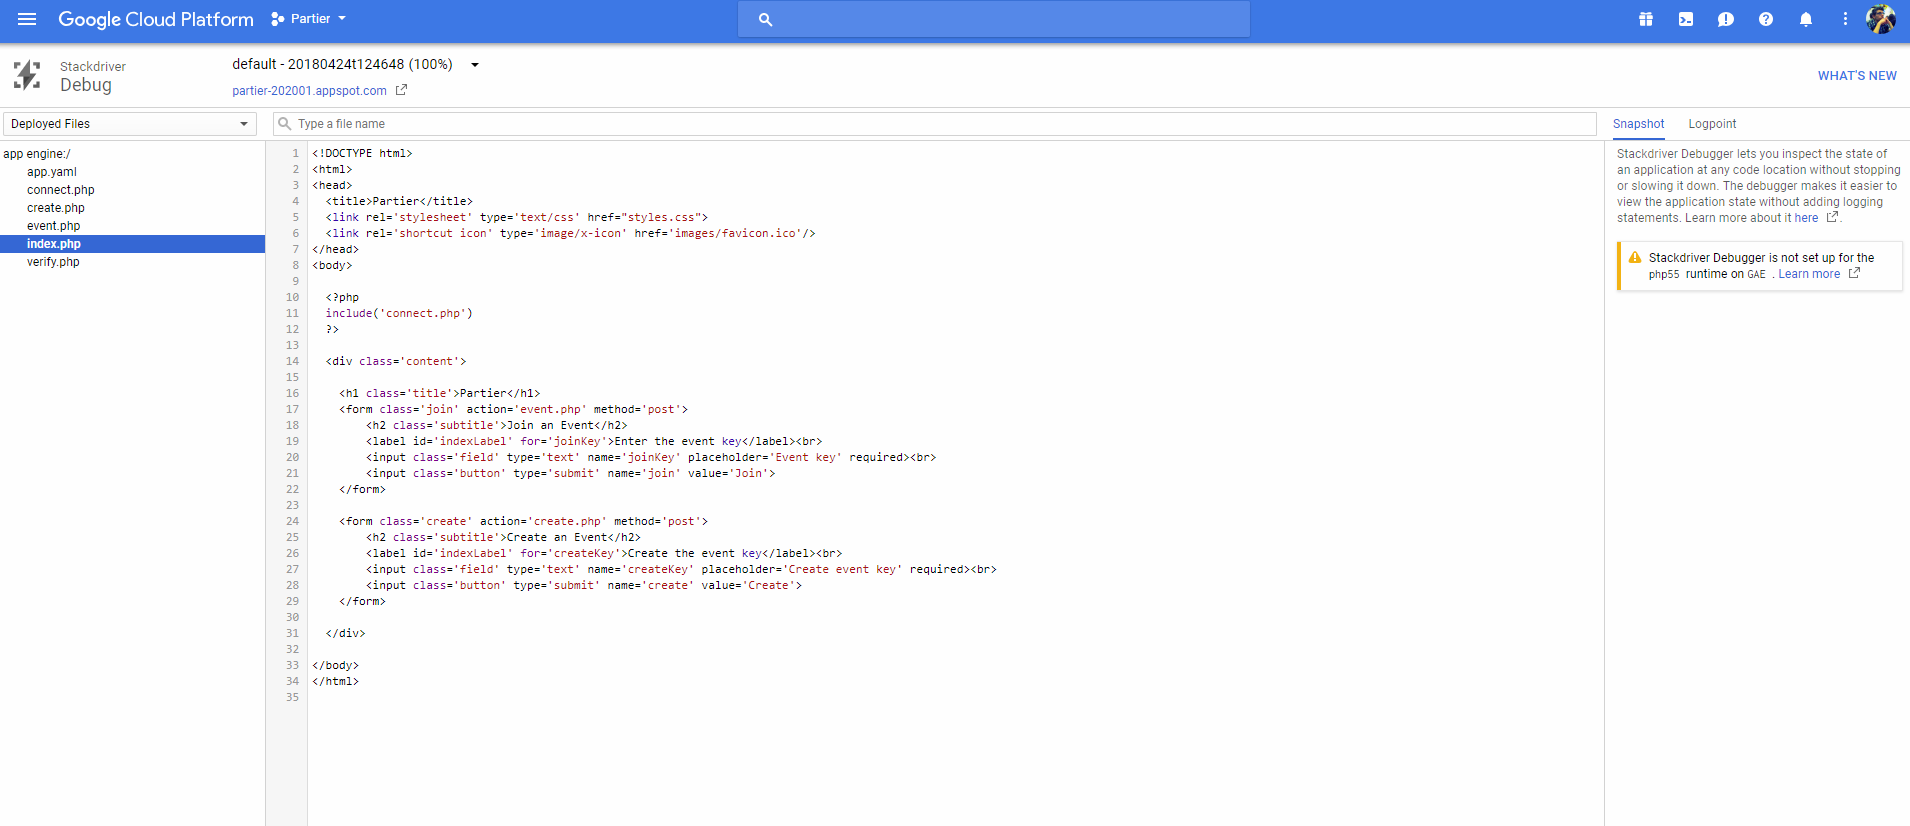 Google Cloud Platform
Partier
Stackdriver
Debug
default - 20180424t124648 (100%)
partier-202001.appspot.com
WHAT'S NEW
Deployed Files
Type a file name
Snapshot
Logpoint
app engine:/
app.yaml
connect.php
create.php
event.php
index.php
verify.php
1 <!DOCTYPE html>
2 <html>
3 <head>
4   <title>Partier</title>
5   <link rel='stylesheet' type='text/css' href="styles.css">
6   <link rel='shortcut icon' type='image/x-icon' href='images/favicon.ico'/>
7 </head>
8 <body>
9
10   <?php
11   include('connect.php')
12   ?>
13
14   <div class='content'>
15
16     <h1 class='title'>Partier</h1>
17     <form class='join' action='event.php' method='post'>
18         <h2 class='subtitle'>Join an Event</h2>
19         <label id='indexLabel' for='joinKey'>Enter the event key</label><br>
20         <input class='field' type='text' name='joinKey' placeholder='Event key' required><br>
21         <input class='button' type='submit' name='join' value='Join'>
22     </form>
23
24     <form class='create' action='create.php' method='post'>
25         <h2 class='subtitle'>Create an Event</h2>
26         <label id='indexLabel' for='createKey'>Create the event key</label><br>
27         <input class='field' type='text' name='createKey' placeholder='Create event key' required><br>
28         <input class='button' type='submit' name='create' value='Create'>
29     </form>
30
31   </div>
32
33 </body>
34 </html>
35
Stackdriver Debugger lets you inspect the state of
an application at any code location without stopping
or slowing it down. The debugger makes it easier to
view the application state without adding logging
statements. Learn more about it here .
Stackdriver Debugger is not set up for the
php55 runtime on GAE . Learn more